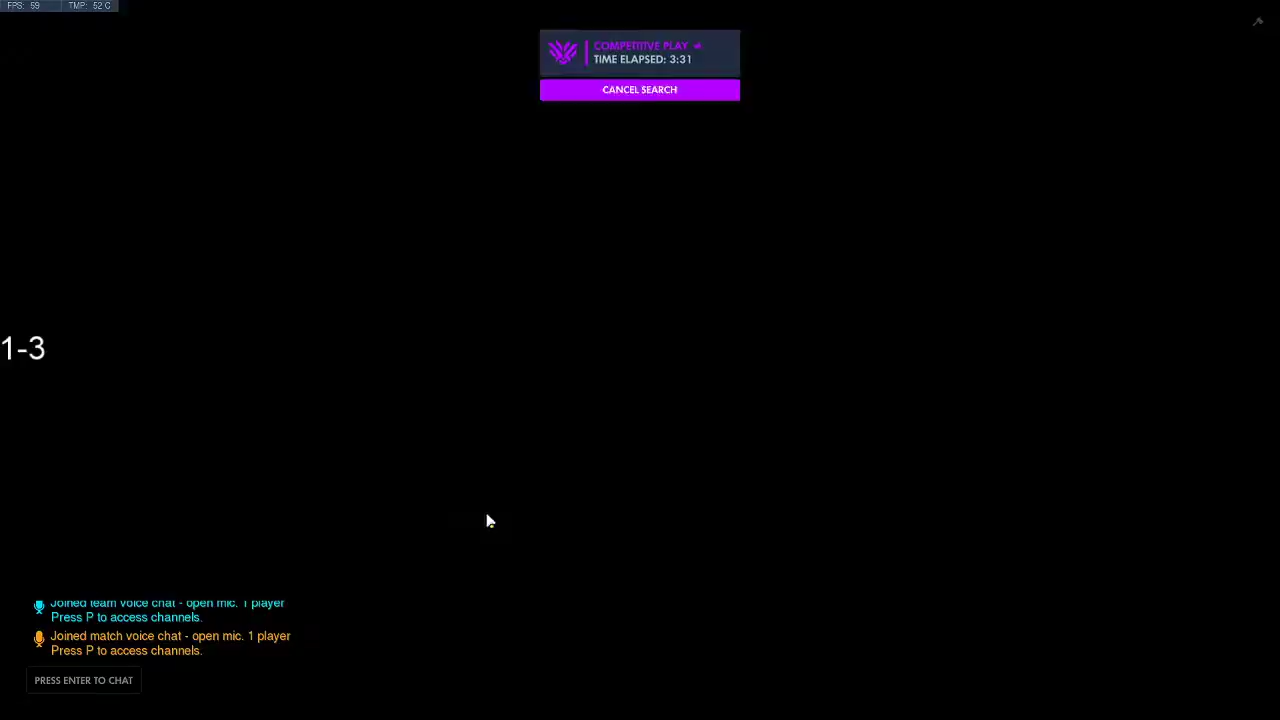 FPS: 59 TMP: 52 C
COMPETITIVE PLAY
TIME ELAPSED: 3:31
CANCEL SEARCH
1-3
Joined team voice chat - open mic. 1 player
Press P to access channels.
Joined match voice chat - open mic. 1 player
Press P to access channels.
PRESS ENTER TO CHAT